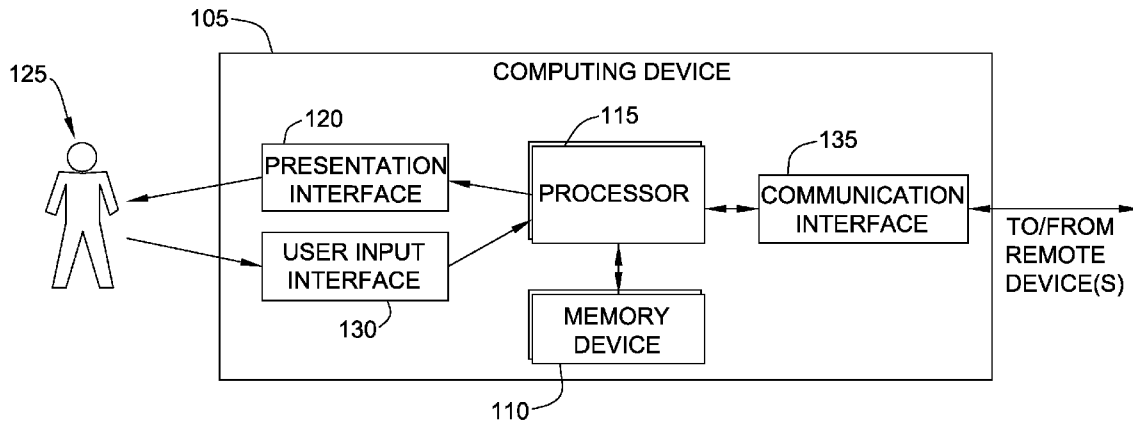 105
125
COMPUTING DEVICE
120
115
135
PRESENTATION
INTERFACE
PROCESSOR
COMMUNICATION
INTERFACE
USER INPUT
INTERFACE
130
MEMORY
DEVICE
110
TO/FROM
REMOTE
DEVICE(S)